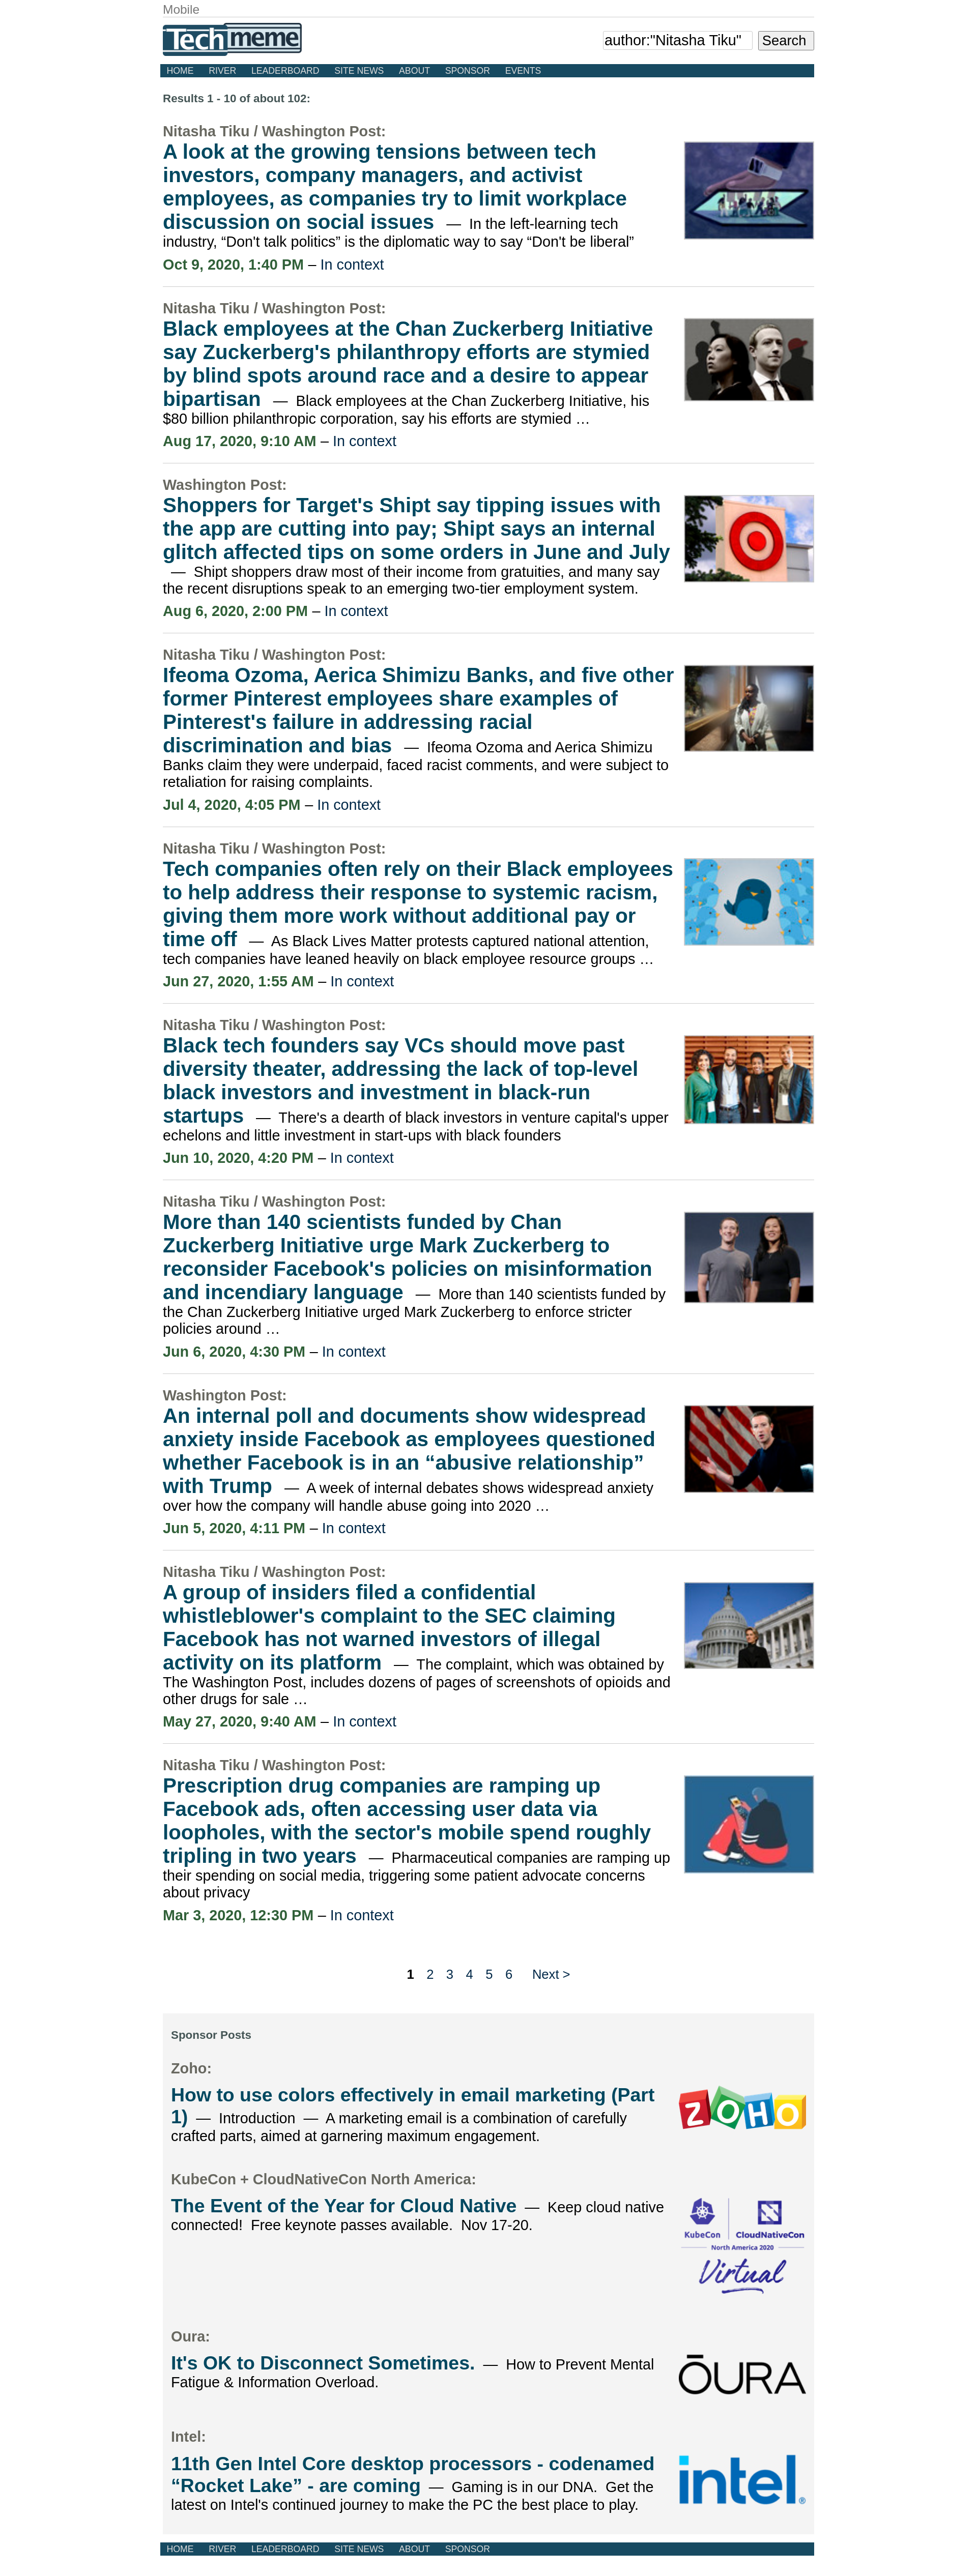 Mobile
Techmeme
author:"Nitasha Tiku" Search
HOME RIVER LEADERBOARD SITE NEWS ABOUT SPONSOR EVENTS
Results 1 - 10 of about 102:
Nitasha Tiku / Washington Post:
A look at the growing tensions between tech
investors, company managers, and activist
employees, as companies try to limit workplace
discussion on social issues — In the left-learning tech
industry, “Don't talk politics” is the diplomatic way to say “Don't be liberal”
Oct 9, 2020, 1:40 PM – In context
Nitasha Tiku / Washington Post:
Black employees at the Chan Zuckerberg Initiative
say Zuckerberg's philanthropy efforts are stymied
by blind spots around race and a desire to appear
bipartisan — Black employees at the Chan Zuckerberg Initiative, his
$80 billion philanthropic corporation, say his efforts are stymied …
Aug 17, 2020, 9:10 AM – In context
Washington Post:
Shoppers for Target's Shipt say tipping issues with
the app are cutting into pay; Shipt says an internal
glitch affected tips on some orders in June and July
— Shipt shoppers draw most of their income from gratuities, and many say
the recent disruptions speak to an emerging two-tier employment system.
Aug 6, 2020, 2:00 PM – In context
Nitasha Tiku / Washington Post:
Ifeoma Ozoma, Aerica Shimizu Banks, and five other
former Pinterest employees share examples of
Pinterest's failure in addressing racial
discrimination and bias — Ifeoma Ozoma and Aerica Shimizu
Banks claim they were underpaid, faced racist comments, and were subject to
retaliation for raising complaints.
Jul 4, 2020, 4:05 PM – In context
Nitasha Tiku / Washington Post:
Tech companies often rely on their Black employees
to help address their response to systemic racism,
giving them more work without additional pay or
time off — As Black Lives Matter protests captured national attention,
tech companies have leaned heavily on black employee resource groups …
Jun 27, 2020, 1:55 AM – In context
Nitasha Tiku / Washington Post:
Black tech founders say VCs should move past
diversity theater, addressing the lack of top-level
black investors and investment in black-run
startups — There's a dearth of black investors in venture capital's upper
echelons and little investment in start-ups with black founders
Jun 10, 2020, 4:20 PM – In context
Nitasha Tiku / Washington Post:
More than 140 scientists funded by Chan
Zuckerberg Initiative urge Mark Zuckerberg to
reconsider Facebook's policies on misinformation
and incendiary language — More than 140 scientists funded by
the Chan Zuckerberg Initiative urged Mark Zuckerberg to enforce stricter
policies around …
Jun 6, 2020, 4:30 PM – In context
Washington Post:
An internal poll and documents show widespread
anxiety inside Facebook as employees questioned
whether Facebook is in an “abusive relationship”
with Trump — A week of internal debates shows widespread anxiety
over how the company will handle abuse going into 2020 …
Jun 5, 2020, 4:11 PM – In context
Nitasha Tiku / Washington Post:
A group of insiders filed a confidential
whistleblower's complaint to the SEC claiming
Facebook has not warned investors of illegal
activity on its platform — The complaint, which was obtained by
The Washington Post, includes dozens of pages of screenshots of opioids and
other drugs for sale …
May 27, 2020, 9:40 AM – In context
Nitasha Tiku / Washington Post:
Prescription drug companies are ramping up
Facebook ads, often accessing user data via
loopholes, with the sector's mobile spend roughly
tripling in two years — Pharmaceutical companies are ramping up
their spending on social media, triggering some patient advocate concerns
about privacy
Mar 3, 2020, 12:30 PM – In context
1 2 3 4 5 6 Next >
Sponsor Posts
Zoho:
How to use colors effectively in email marketing (Part
1) — Introduction — A marketing email is a combination of carefully
crafted parts, aimed at garnering maximum engagement.
ZOHO
KubeCon + CloudNativeCon North America:
The Event of the Year for Cloud Native — Keep cloud native
connected! Free keynote passes available. Nov 17-20.
KubeCon CloudNativeCon
North America 2020
Virtual
Oura:
It's OK to Disconnect Sometimes. — How to Prevent Mental
Fatigue & Information Overload.
ŌURA
Intel:
11th Gen Intel Core desktop processors - codenamed
“Rocket Lake” - are coming — Gaming is in our DNA. Get the
latest on Intel's continued journey to make the PC the best place to play.
intel®
HOME RIVER LEADERBOARD SITE NEWS ABOUT SPONSOR